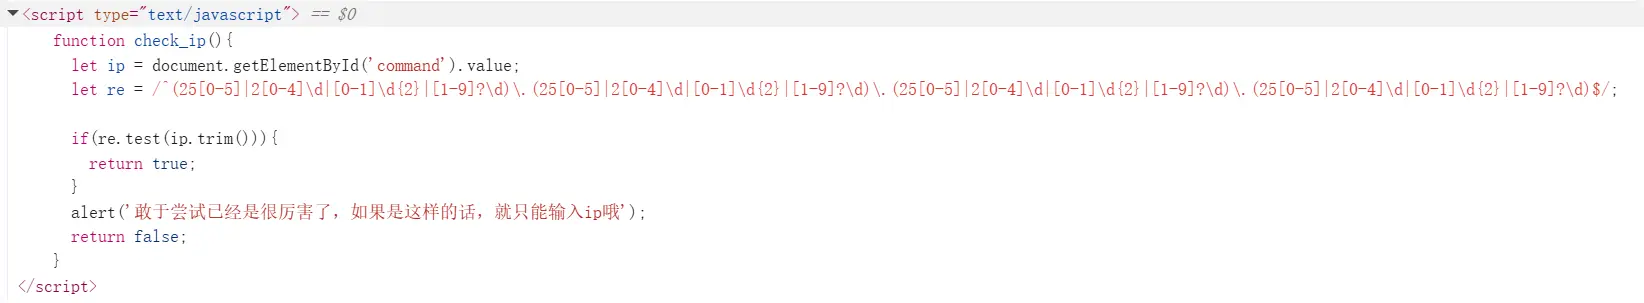 ▼<script type="text/javascript"> == $0
function check_ip(){
let ip = document.getElementById('command').value;
let re = /^(25[0-5]|2[0-4]\d|[0-1]\d{2}|[1-9]?\d)\.(25[0-5]|2[0-4]\d|[0-1]\d{2}|[1-9]?\d)\.(25[0-5]|2[0-4]\d|[0-1]\d{2}|[1-9]?\d)\.(25[0-5]|2[0-4]\d|[0-1]\d{2}|[1-9]?\d)$/;
if(re.test(ip.trim())){
return true;
}
alert('敢于尝试已经是很厉害了，如果是这样的话，就只能输入ip哦');
return false;
}
</script>